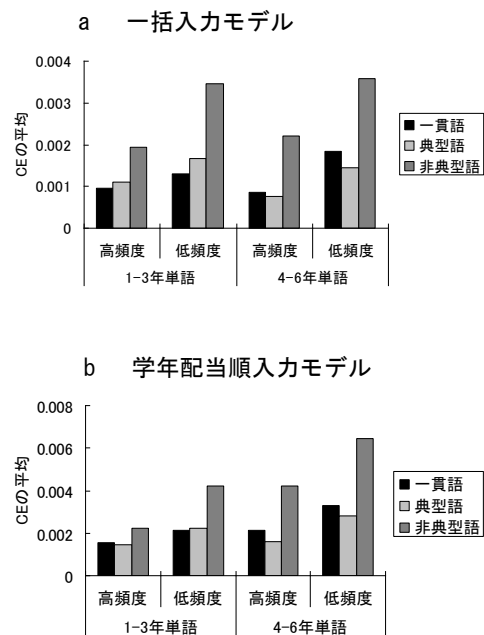 a 一括入力モデル
0.004
0.003
0.002
0.001
0
CEの平均
一貫語
典型語
非典型語
高頻度 低頻度 高頻度 低頻度
1-3年単語 4-6年単語
b 学年配当順入力モデル
0.008
0.006
0.004
0.002
0
CEの平均
一貫語
典型語
非典型語
高頻度 低頻度 高頻度 低頻度
1-3年単語 4-6年単語